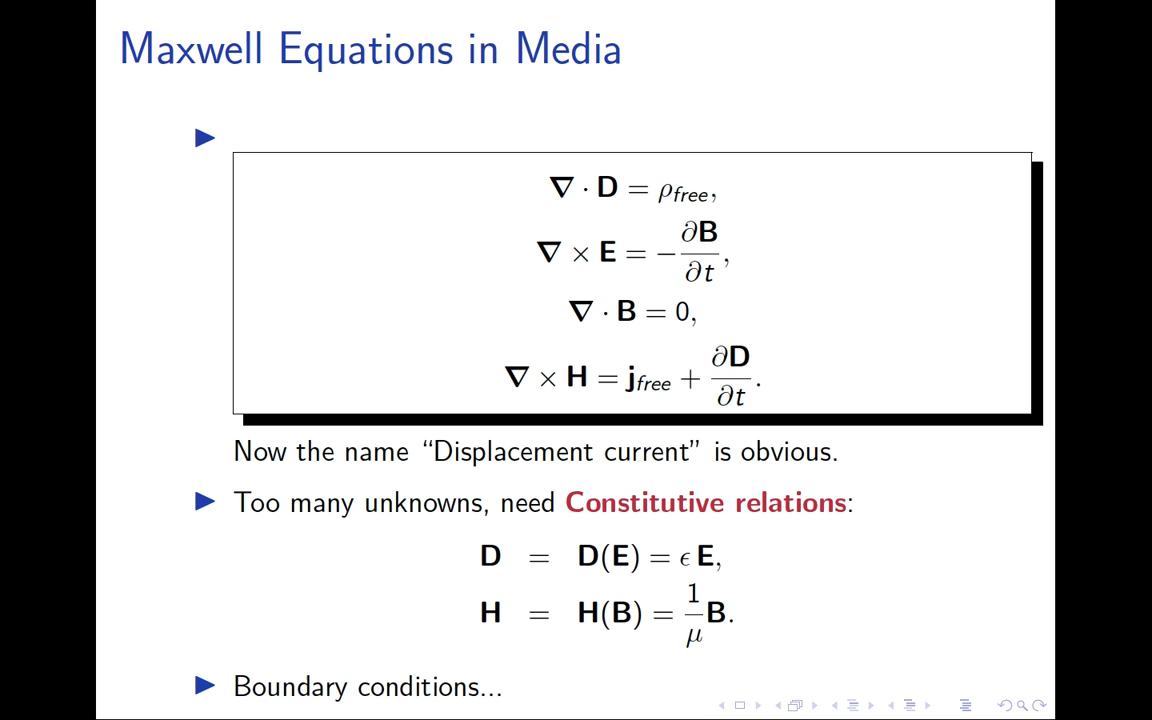 Maxwell Equations in Media
∇ · D = ρ_free,
∇ × E = −∂B/∂t,
∇ · B = 0,
∇ × H = j_free + ∂D/∂t.
Now the name “Displacement current” is obvious.
Too many unknowns, need Constitutive relations:
D = D(E) = ϵ E,
H = H(B) = 1/μ B.
Boundary conditions...